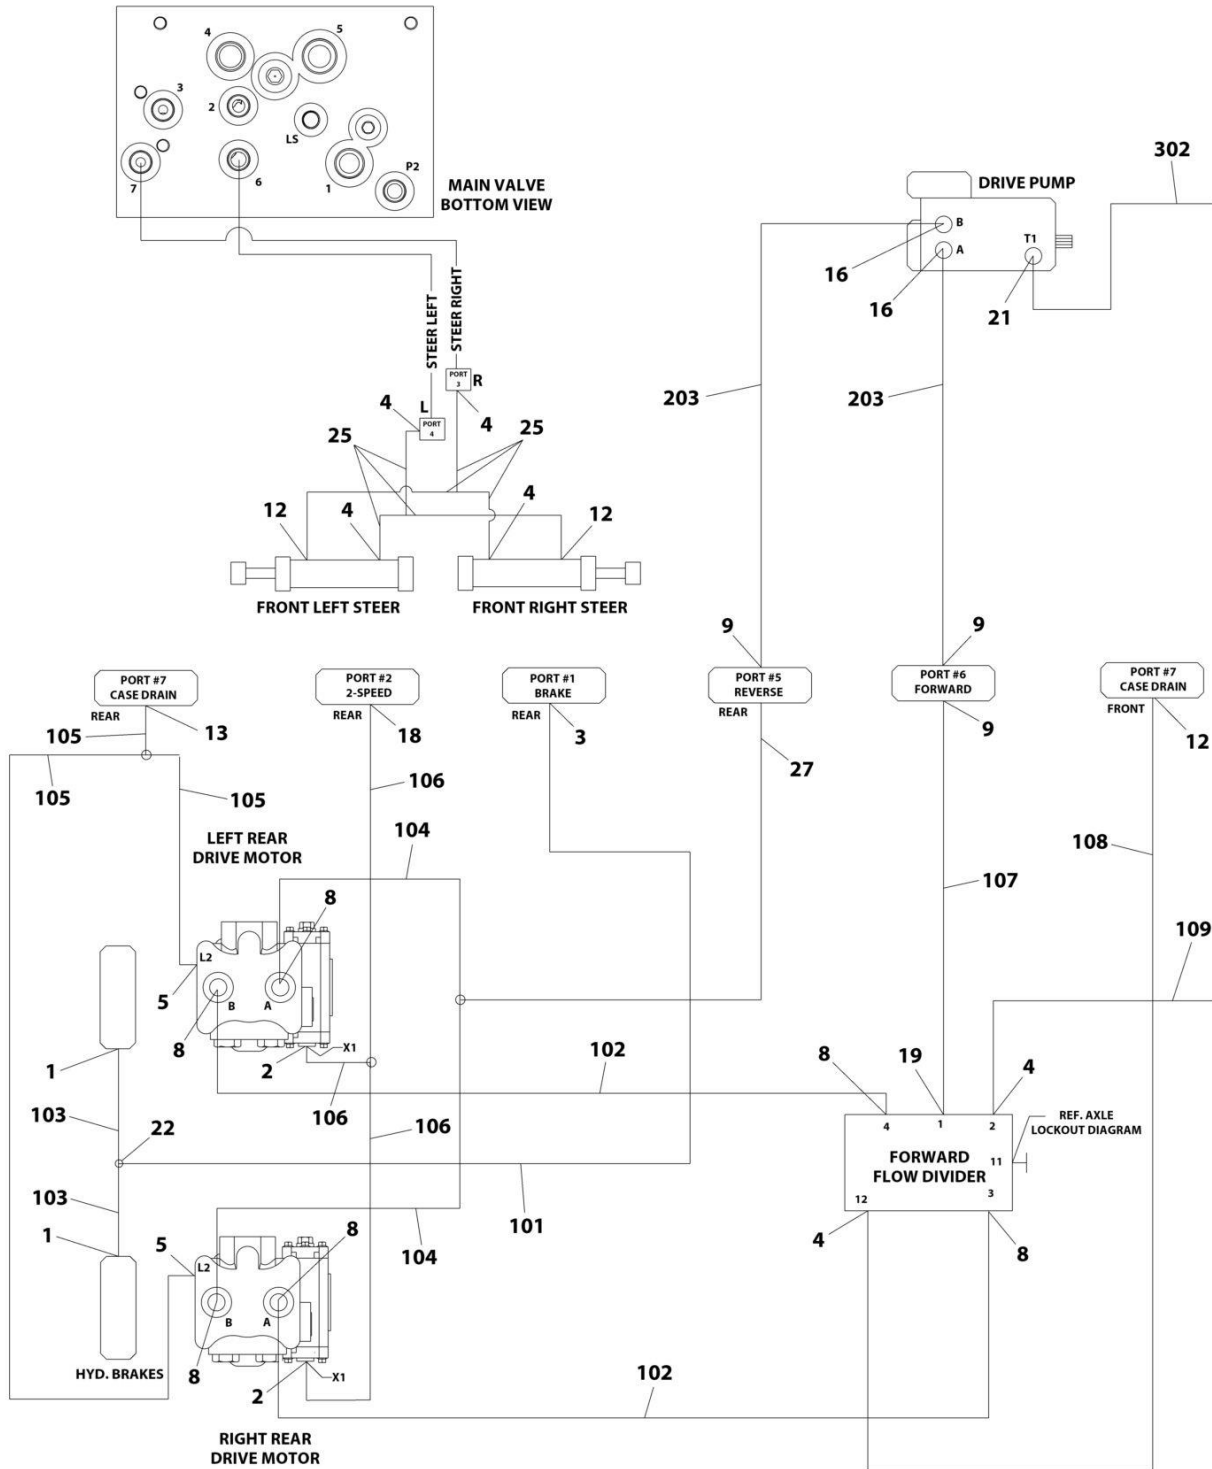 4
5
3
2
LS
7
6
1
P2
MAIN VALVE
BOTTOM VIEW
302
DRIVE PUMP
B
A
T1
16
16
21
STEER LEFT
STEER RIGHT
PORT
3
R
L
PORT
4
4
4
203
203
25
25
12
4
4
12
FRONT LEFT STEER
FRONT RIGHT STEER
9
9
PORT #7
CASE DRAIN
PORT #2
2-SPEED
PORT #1
BRAKE
PORT #5
REVERSE
PORT #6
FORWARD
PORT #7
CASE DRAIN
REAR
REAR
REAR
REAR
FRONT
105
13
18
3
9
12
27
105
105
106
LEFT REAR
DRIVE MOTOR
104
108
107
8
109
L2
5
B
A
8
2
X1
1
102
8
19
4
106
REF. AXLE
LOCKOUT DIAGRAM
103
22
106
4
1
2
FORWARD
FLOW DIVIDER
11
12
3
103
101
1
5
8
104
4
8
L2
B
A
HYD. BRAKES
8
2
X1
102
RIGHT REAR
DRIVE MOTOR